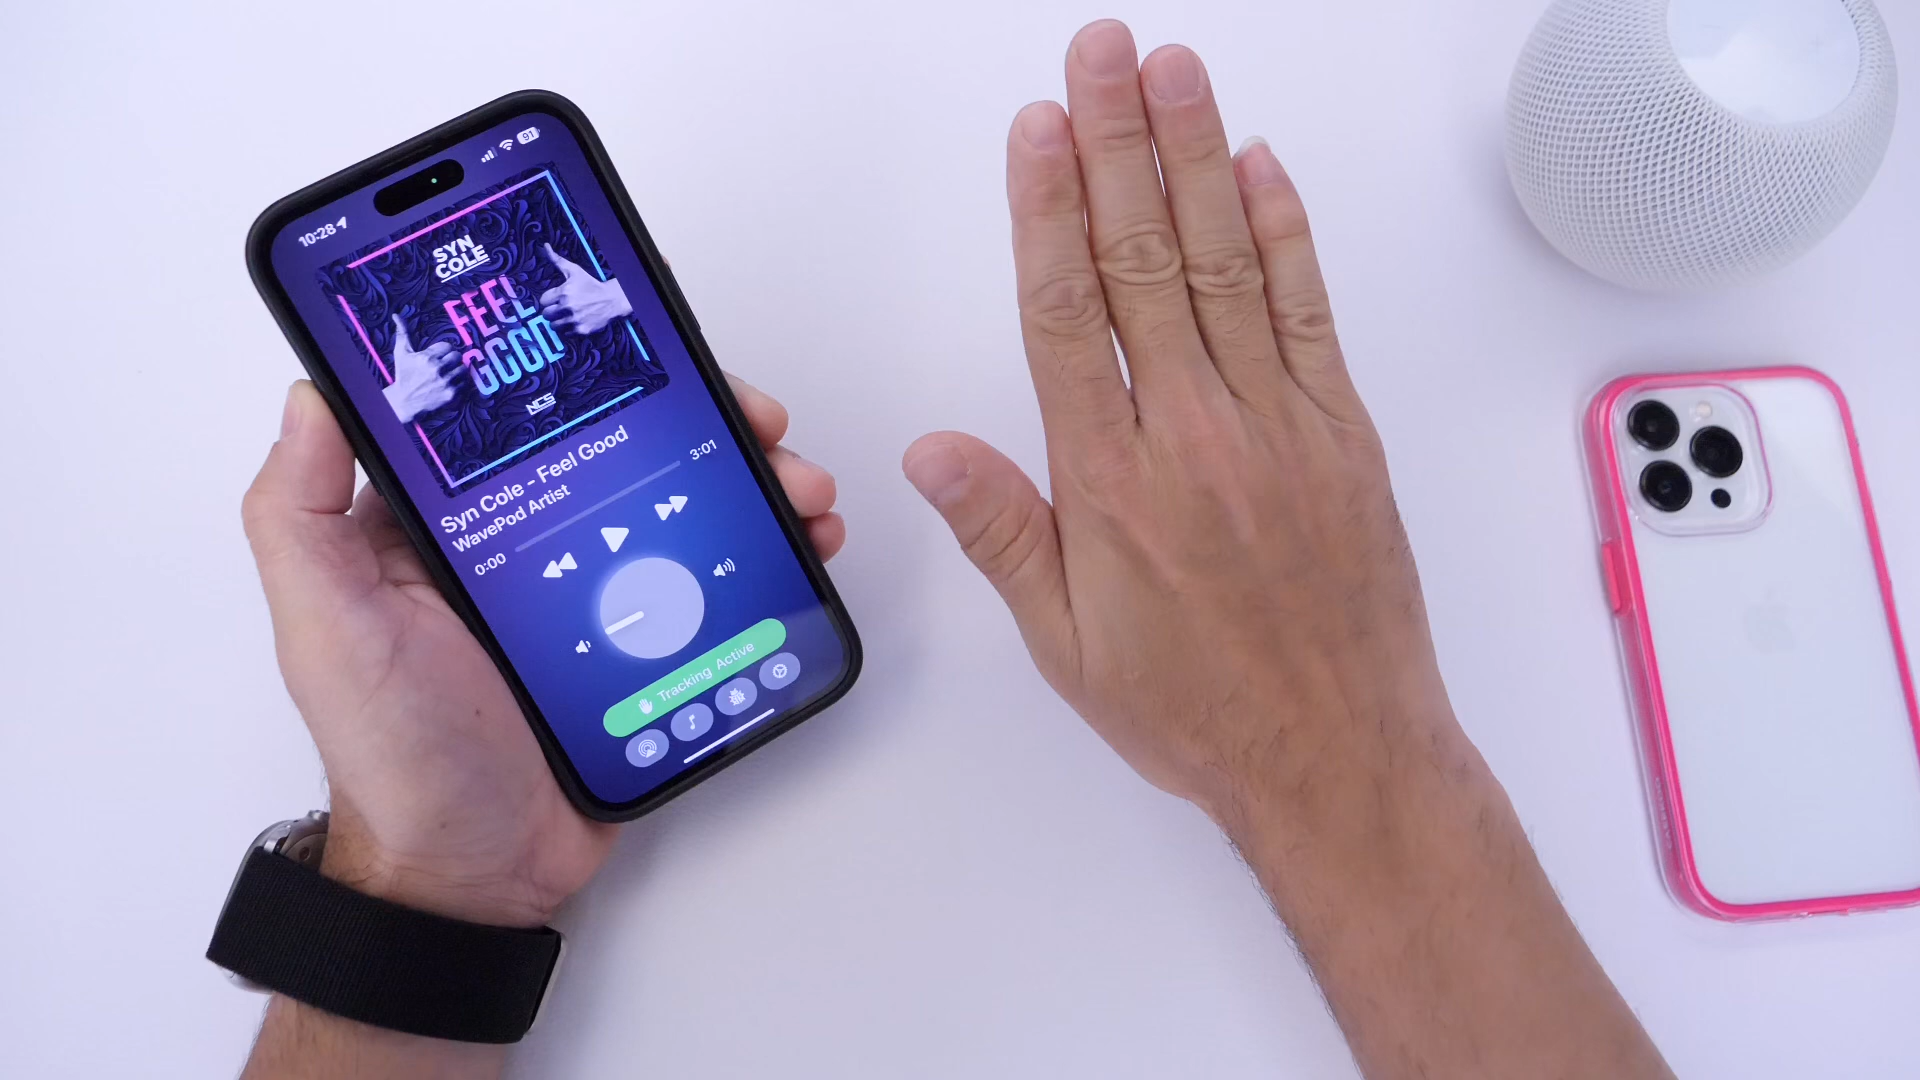 10:28
91
SYN
COLE
FEEL
GOOD
NCS
Syn Cole - Feel Good
WavePod Artist
0:00
3:01
Tracking Active